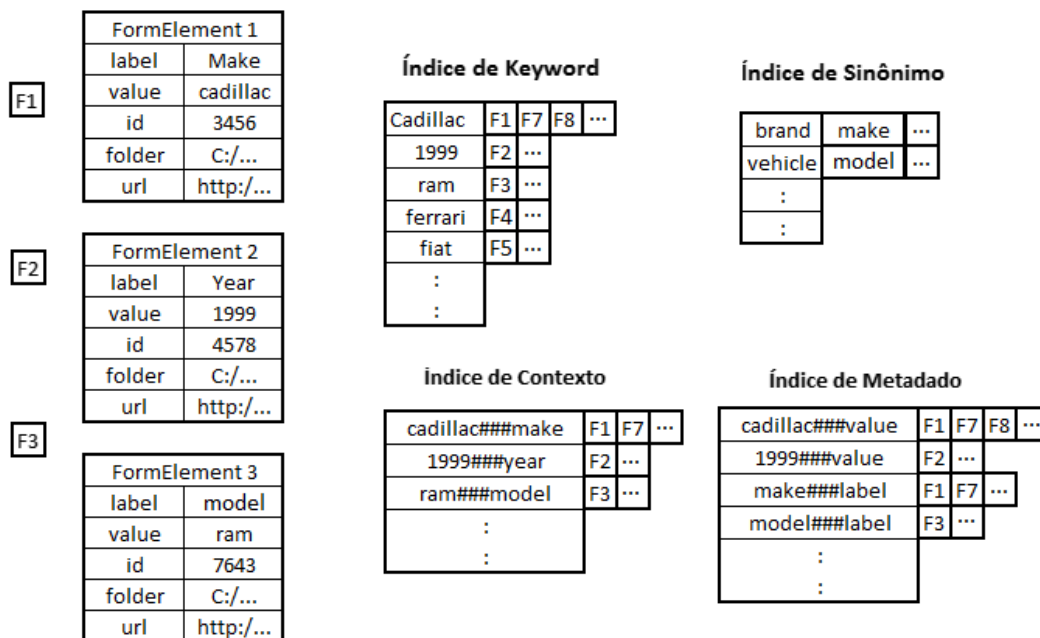 F1
FormElement 1
label Make
value cadillac
id 3456
folder C:/...
url http:/...
F2
FormElement 2
label Year
value 1999
id 4578
folder C:/...
url http:/...
F3
FormElement 3
label model
value ram
id 7643
folder C:/...
url http:/...
Índice de Keyword
Cadillac F1 F7 F8 ...
1999 F2 ...
ram F3 ...
ferrari F4 ...
fiat F5 ...
:
:
Índice de Sinônimo
brand make ...
vehicle model ...
:
:
Índice de Contexto
cadillac###make F1 F7 ...
1999###year F2 ...
ram###model F3 ...
:
:
Índice de Metadado
cadillac###value F1 F7 F8 ...
1999###value F2 ...
make###label F1 F7 ...
model###label F3 ...
:
: